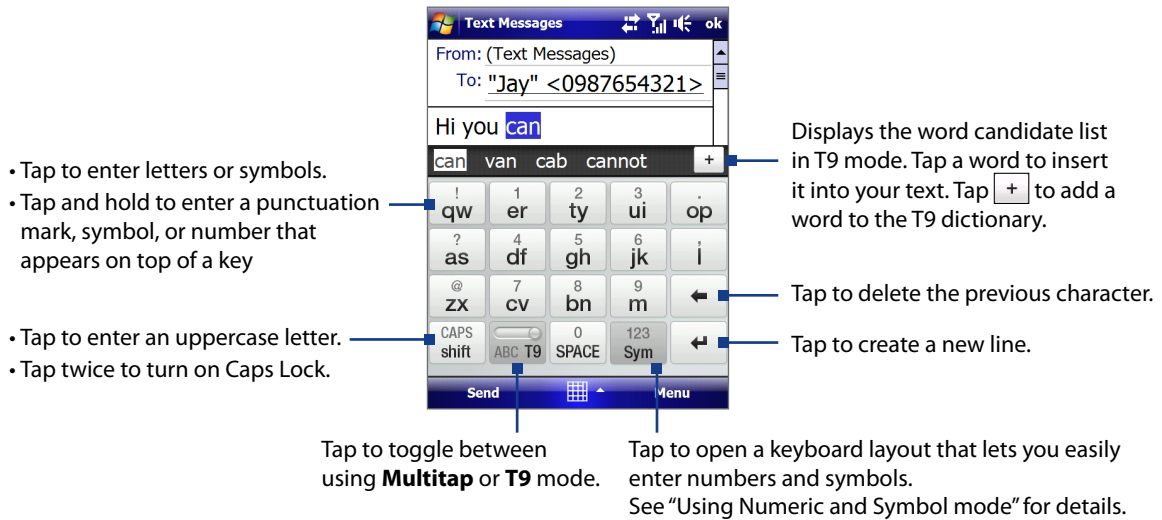 Text Messages ok
From: (Text Messages)
To: "Jay" <0987654321>
Hi you can
can van cab cannot +
! 1 2 3 .
qw er ty ui op
? 4 5 6 ,
as df gh jk l
@ 7 8 9
zx cv bn m
CAPS 0 123
shift ABC T9 SPACE Sym
Send Menu
• Tap to enter letters or symbols.
• Tap and hold to enter a punctuation
mark, symbol, or number that
appears on top of a key
• Tap to enter an uppercase letter.
• Tap twice to turn on Caps Lock.
Displays the word candidate list
in T9 mode. Tap a word to insert
it into your text. Tap + to add a
word to the T9 dictionary.
Tap to delete the previous character.
Tap to create a new line.
Tap to toggle between
using Multitap or T9 mode.
Tap to open a keyboard layout that lets you easily
enter numbers and symbols.
See “Using Numeric and Symbol mode” for details.